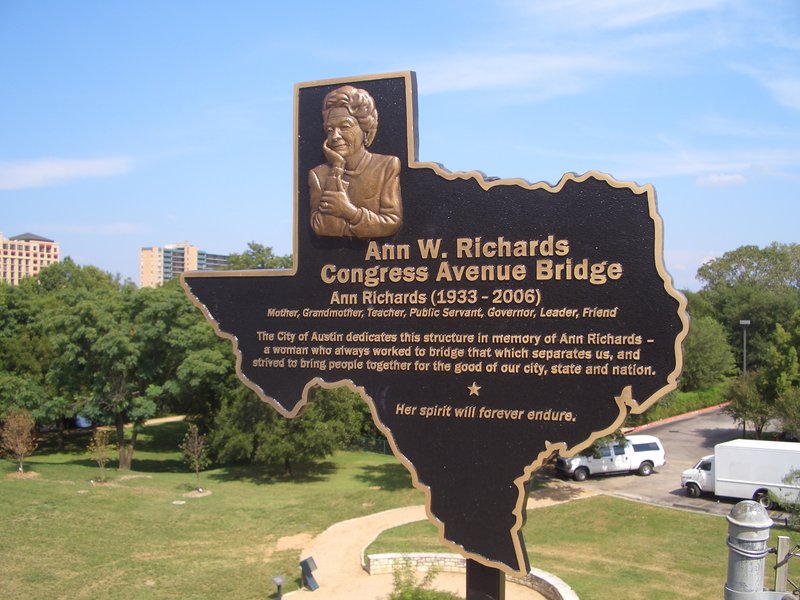 Ann W. Richards
Congress Avenue Bridge
Ann Richards (1933 - 2006)
Mother, Grandmother, Teacher, Public Servant, Governor, Leader, Friend
The City of Austin dedicates this structure in memory of Ann Richards –
a woman who always worked to bridge that which separates us, and
strived to bring people together for the good of our city, state and nation.
Her spirit will forever endure.